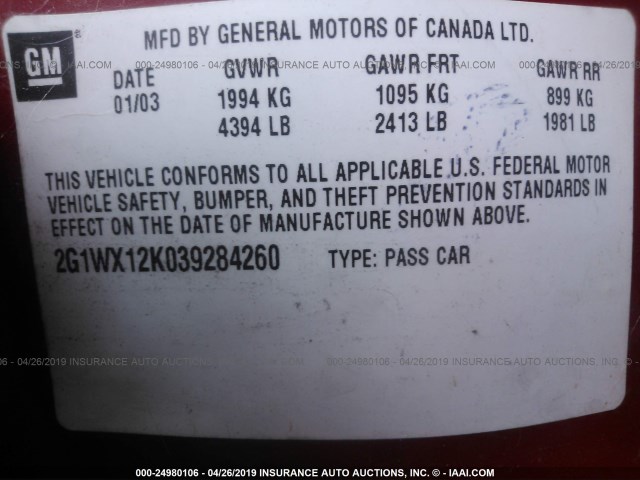 GM
®
MFD BY GENERAL MOTORS OF CANADA LTD.
DATE GVWR GAWR FRT GAWR RR
01/03 1994 KG 1095 KG 899 KG
4394 LB 2413 LB 1981 LB
THIS VEHICLE CONFORMS TO ALL APPLICABLE U.S. FEDERAL MOTOR
VEHICLE SAFETY, BUMPER, AND THEFT PREVENTION STANDARDS IN
EFFECT ON THE DATE OF MANUFACTURE SHOWN ABOVE.
2G1WX12K039284260 TYPE: PASS CAR
000-24980106 - 04/26/2019 INSURANCE AUTO AUCTIONS, INC. - © IAAI.COM